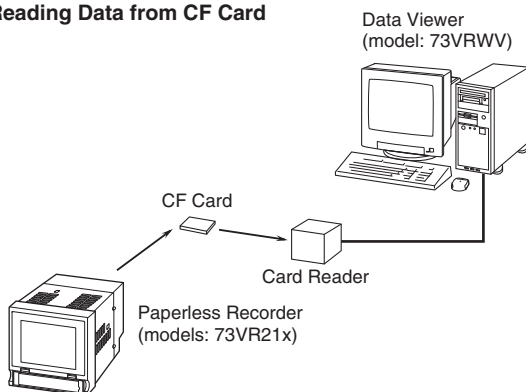 Reading Data from CF Card
Data Viewer
(model: 73VRWV)
CF Card
Card Reader
Paperless Recorder
(models: 73VR21x)